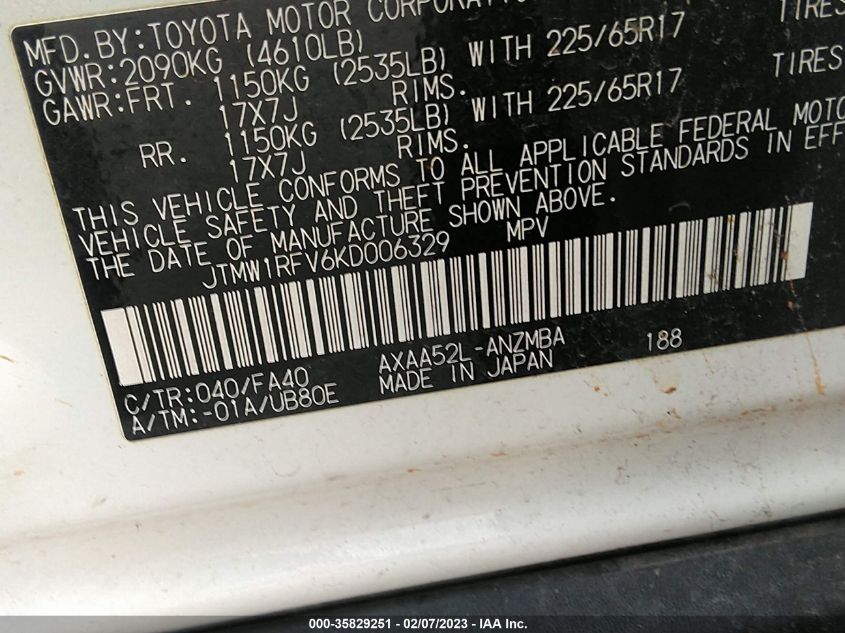 MFD.BY:TOYOTA MOTOR CORPORATION
GVWR:2090KG (4610LB)
GAWR:FRT. 1150KG (2535LB) WITH 225/65R17 TIRES
17X7J RIMS.
RR. 1150KG (2535LB) WITH 225/65R17 TIRES
17X7J RIMS.
THIS VEHICLE CONFORMS TO ALL APPLICABLE FEDERAL MOTO
VEHICLE SAFETY AND THEFT PREVENTION STANDARDS IN EFF
THE DATE OF MANUFACTURE SHOWN ABOVE.
JTMW1RFV6KD006329 MPV
C/TR:040/FA40 AXAA52L-ANZMBA 188
A/TM:-01A/UB80E MADE IN JAPAN
000-35829251 - 02/07/2023 - IAA Inc.